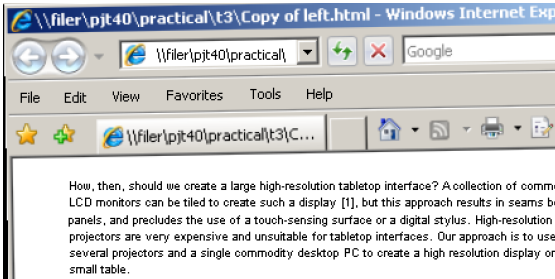 \\filer\pjt40\practical\t3\Copy of left.html - Windows Internet Exp
\\filer\pjt40\practical\
Google
File Edit View Favorites Tools Help
\\filer\pjt40\practical\t3\C...
How, then, should we create a large high-resolution tabletop interface? A collection of comm
LCD monitors can be tiled to create such a display [1], but this approach results in seams b
panels, and precludes the use of a touch-sensing surface or a digital stylus. High-resolution
projectors are very expensive and unsuitable for tabletop interfaces. Our approach is to use
several projectors and a single commodity desktop PC to create a high resolution display or
small table.